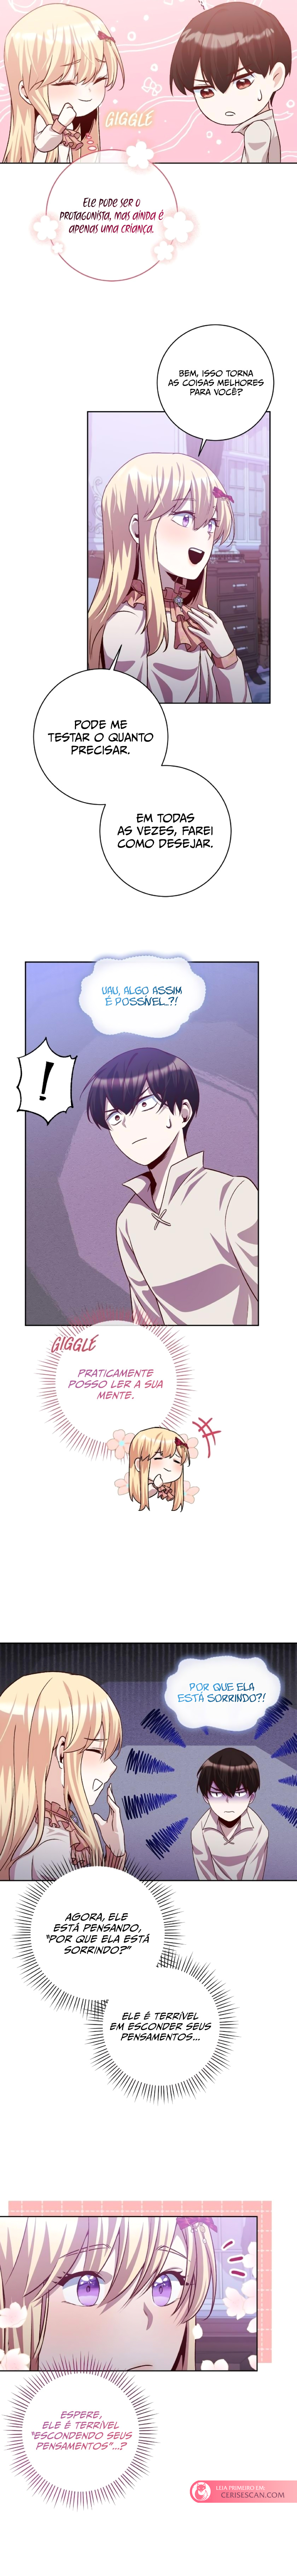 GIGGLE
Ele pode ser o
protagonista, mas ainda é
apenas uma criança.
BEM, ISSO TORNA
AS COISAS MELHORES
PARA VOCÊ?
PODE ME
TESTAR O QUANTO
PRECISAR.
EM TODAS
AS VEZES, FAREI
COMO DESEJAR.
UAU, ALGO ASSIM
É POSSÍVEL..?!
!
GIGGLE
PRATICAMENTE
POSSO LER A SUA
MENTE.
POR QUE ELA
ESTÁ SORRINDO?!
AGORA, ELE
ESTÁ PENSANDO,
"POR QUE ELA ESTÁ
SORRINDO?"
ELE É TERRÍVEL
EM ESCONDER SEUS
PENSAMENTOS...
ESPERE,
ELE É TERRÍVEL
"ESCONDENDO SEUS
PENSAMENTOS"...?
LEIA PRIMEIRO EM:
CERISESCAN.COM